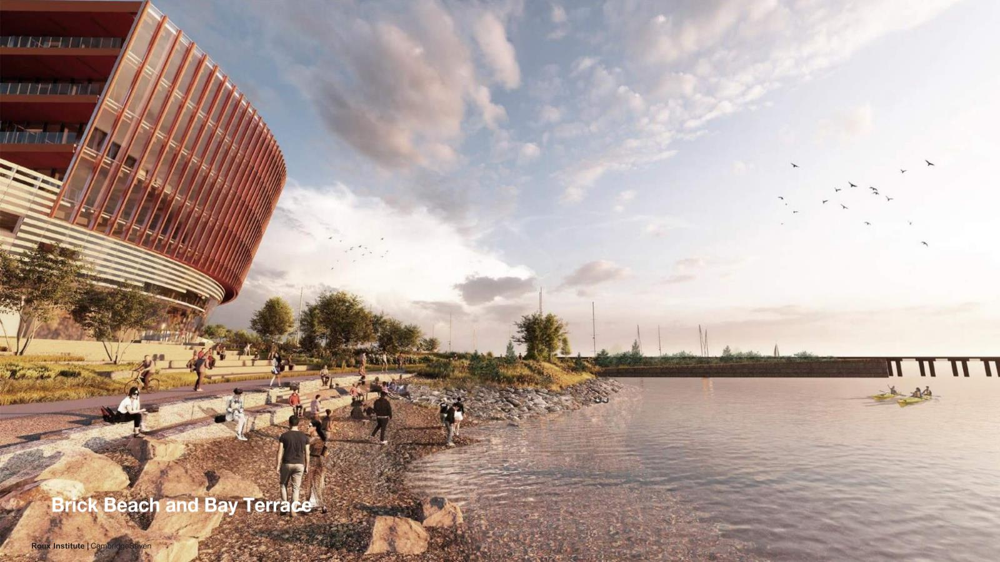 Brick Beach and Bay Terrace
Roux Institute | CambridgeSeven